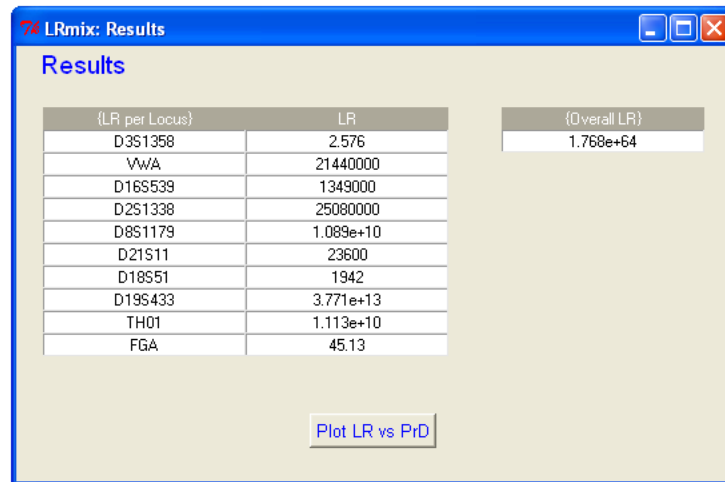 LRmix: Results
Results
{LR per Locus} LR {Overall LR}
D3S1358 2.576 1.768e+64
VWA 21440000
D16S539 1349000
D2S1338 25080000
D8S1179 1.089e+10
D21S11 23600
D18S51 1942
D19S433 3.771e+13
TH01 1.113e+10
FGA 45.13
Plot LR vs PrD